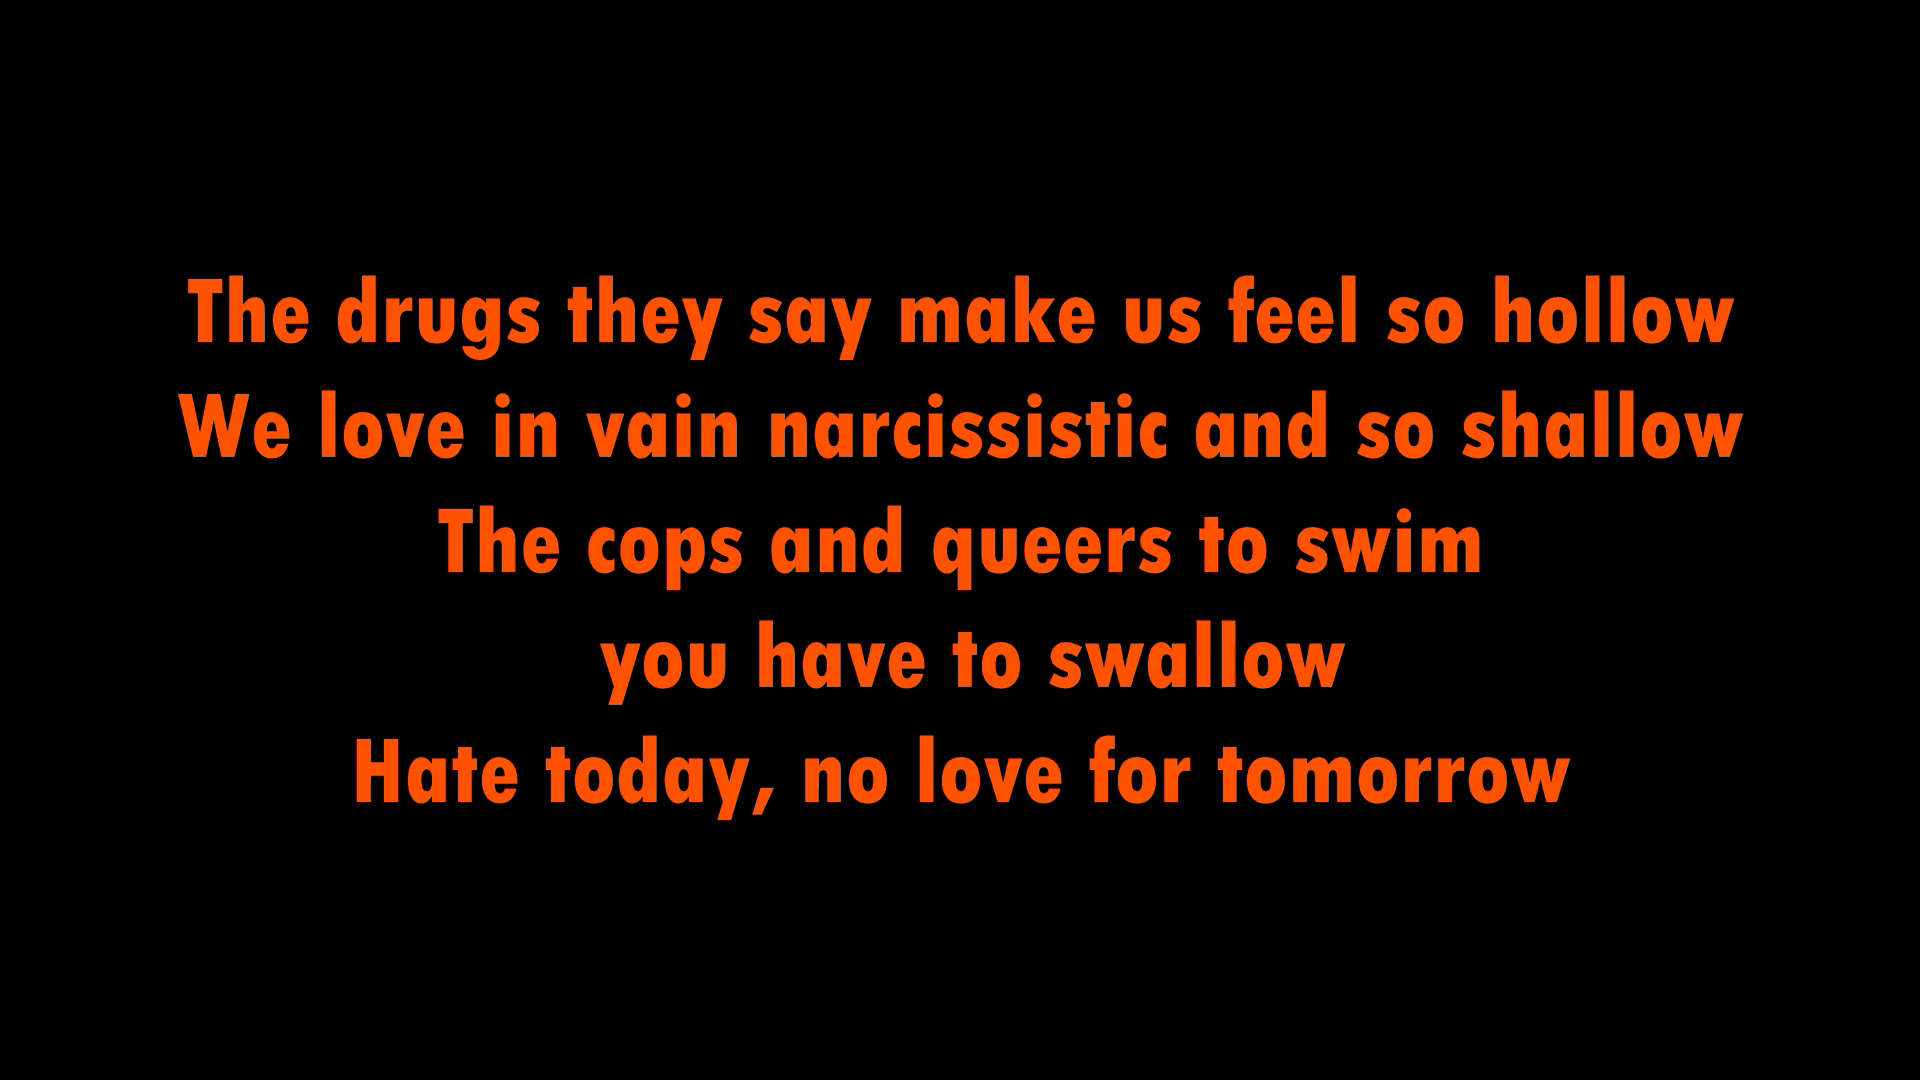 The drugs they say make us feel so hollow
We love in vain narcissistic and so shallow
The cops and queers to swim
you have to swallow
Hate today, no love for tomorrow